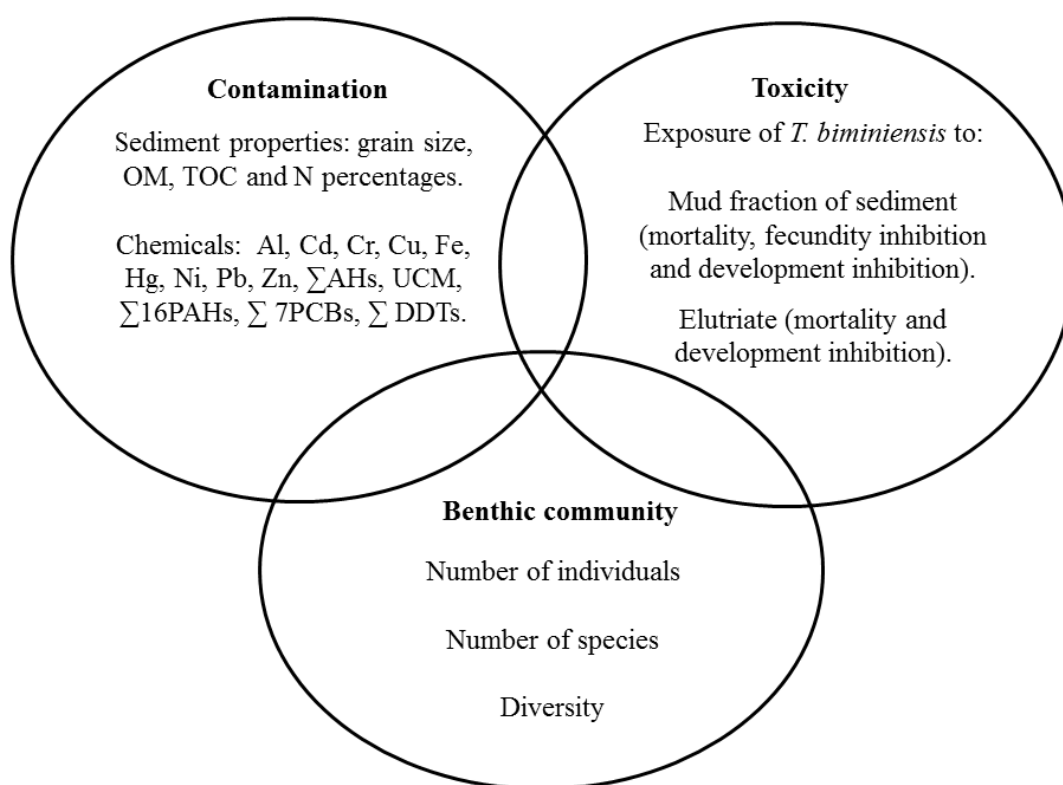 Contamination
Sediment properties: grain size,
OM, TOC and N percentages.
Chemicals: Al, Cd, Cr, Cu, Fe,
Hg, Ni, Pb, Zn, ∑AHs, UCM,
∑16PAHs, ∑ 7PCBs, ∑ DDTs.
Toxicity
Exposure of T. biminiensis to:
Mud fraction of sediment
(mortality, fecundity inhibition
and development inhibition).
Elutriate (mortality and
development inhibition).
Benthic community
Number of individuals
Number of species
Diversity